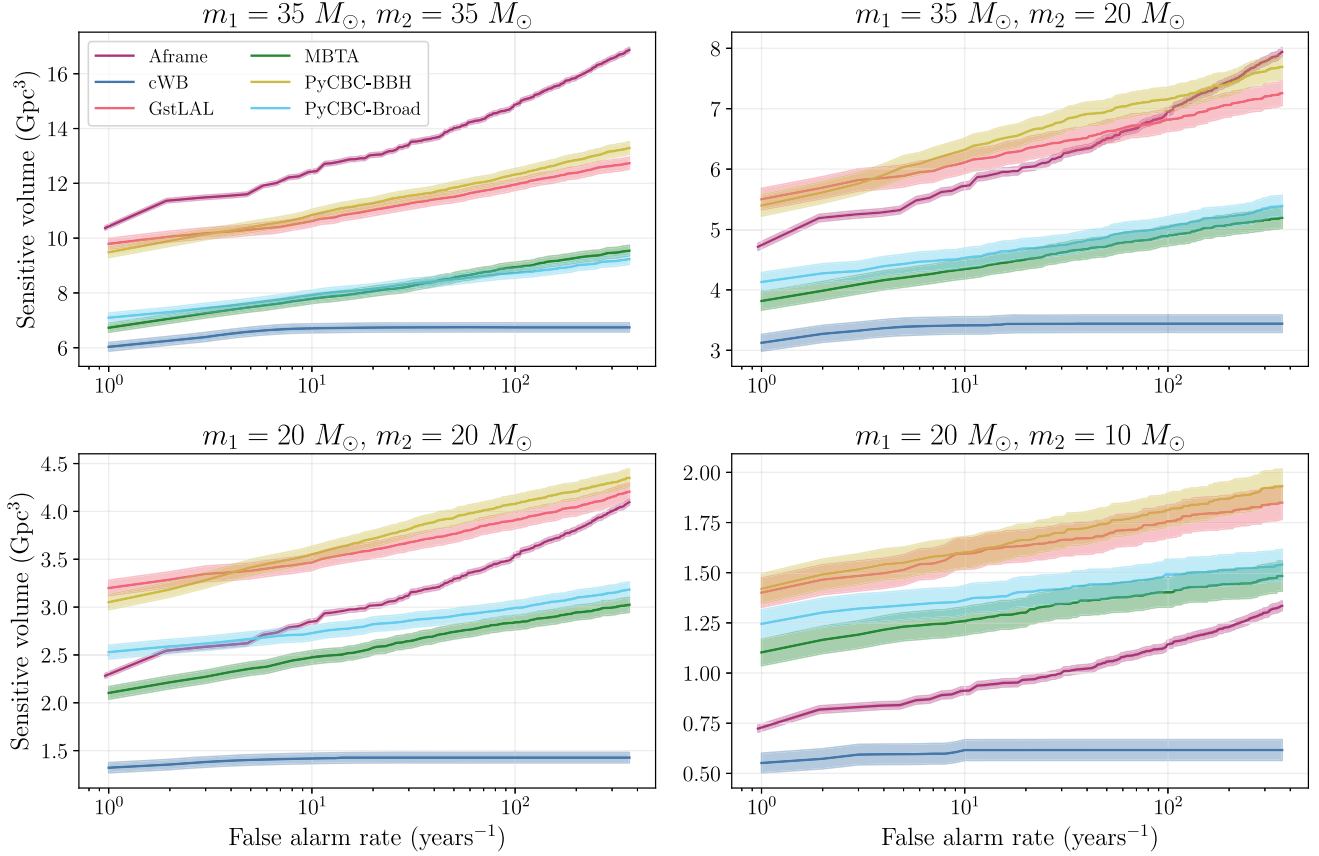 m₁ = 35 M⊙, m₂ = 35 M⊙
m₁ = 35 M⊙, m₂ = 20 M⊙
Aframe
cWB
GstLAL
MBTA
PyCBC-BBH
PyCBC-Broad
Sensitive volume (Gpc³)
16
14
12
10
8
6
10⁰
10¹
10²
8
7
6
5
4
3
10⁰
10¹
10²
m₁ = 20 M⊙, m₂ = 20 M⊙
m₁ = 20 M⊙, m₂ = 10 M⊙
Sensitive volume (Gpc³)
4.5
4.0
3.5
3.0
2.5
2.0
1.5
10⁰
10¹
10²
False alarm rate (years⁻¹)
2.00
1.75
1.50
1.25
1.00
0.75
0.50
10⁰
10¹
10²
False alarm rate (years⁻¹)